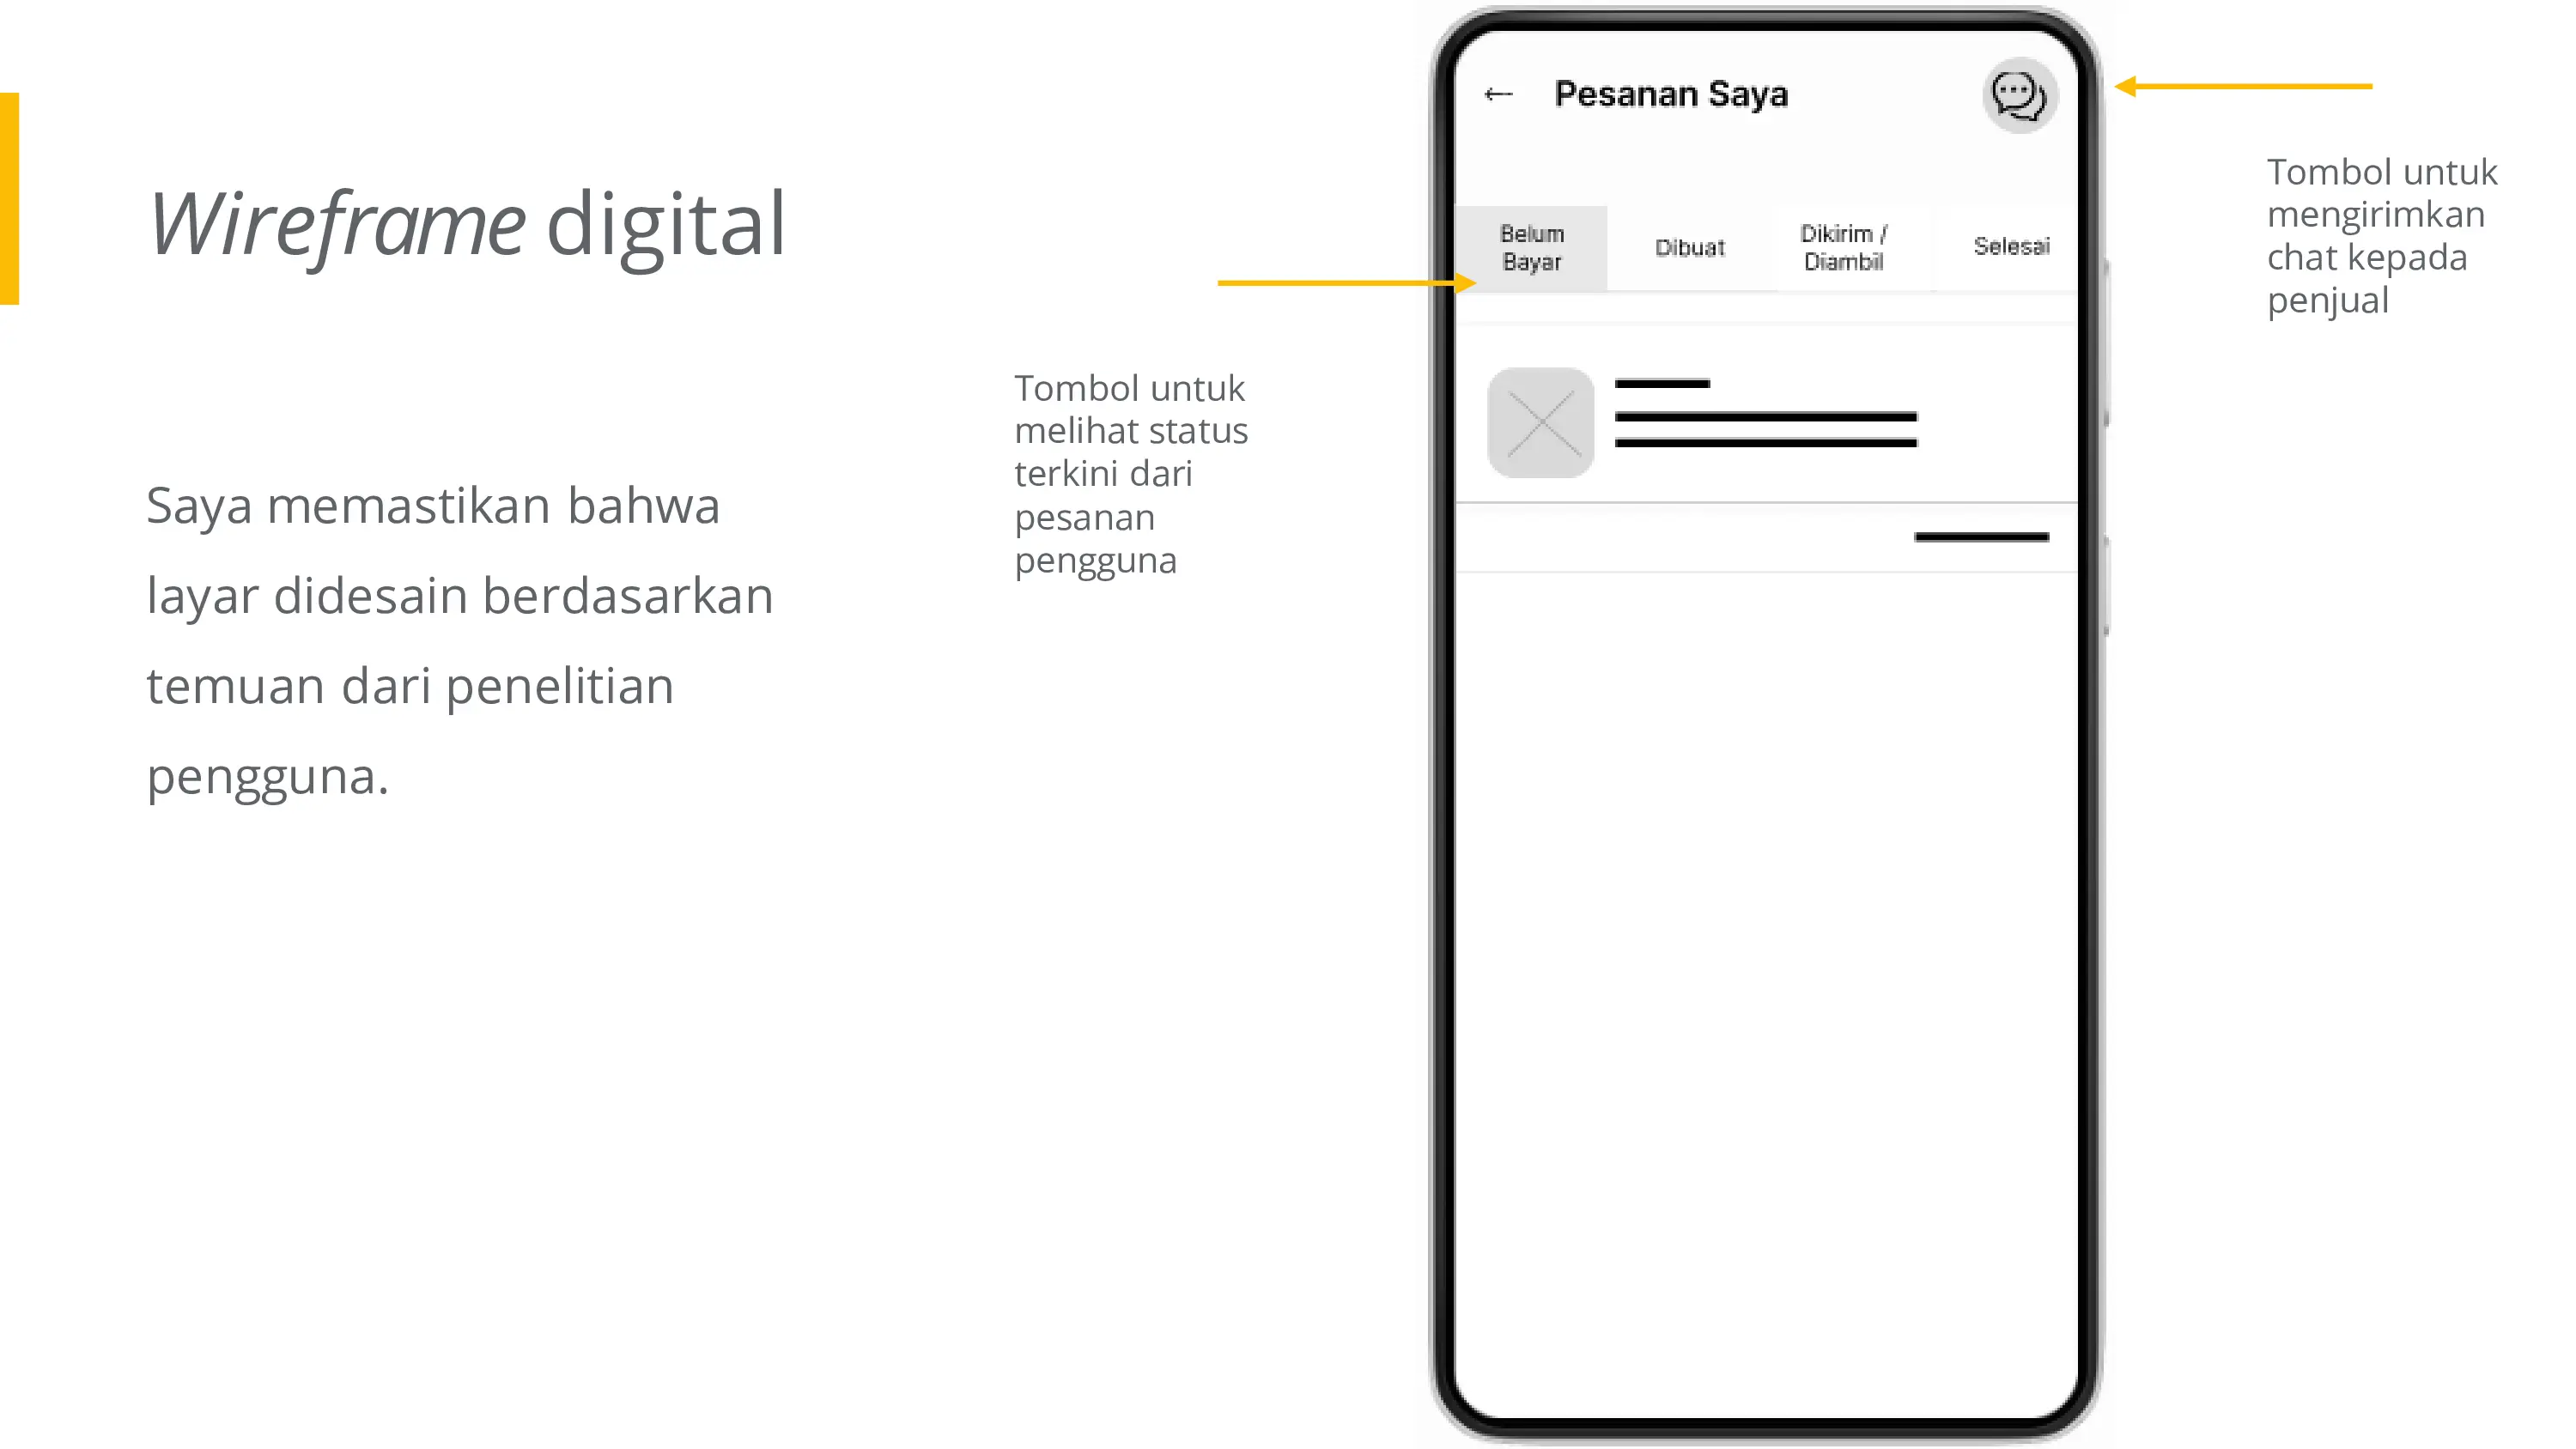 Wireframe digital
Saya memastikan bahwa
layar didesain berdasarkan
temuan dari penelitian
pengguna.
Tombol untuk
melihat status
terkini dari
pesanan
pengguna
← Pesanan Saya
Belum
Bayar
Dibuat
Dikirim /
Diambil
Selesai
Tombol untuk
mengirimkan
chat kepada
penjual